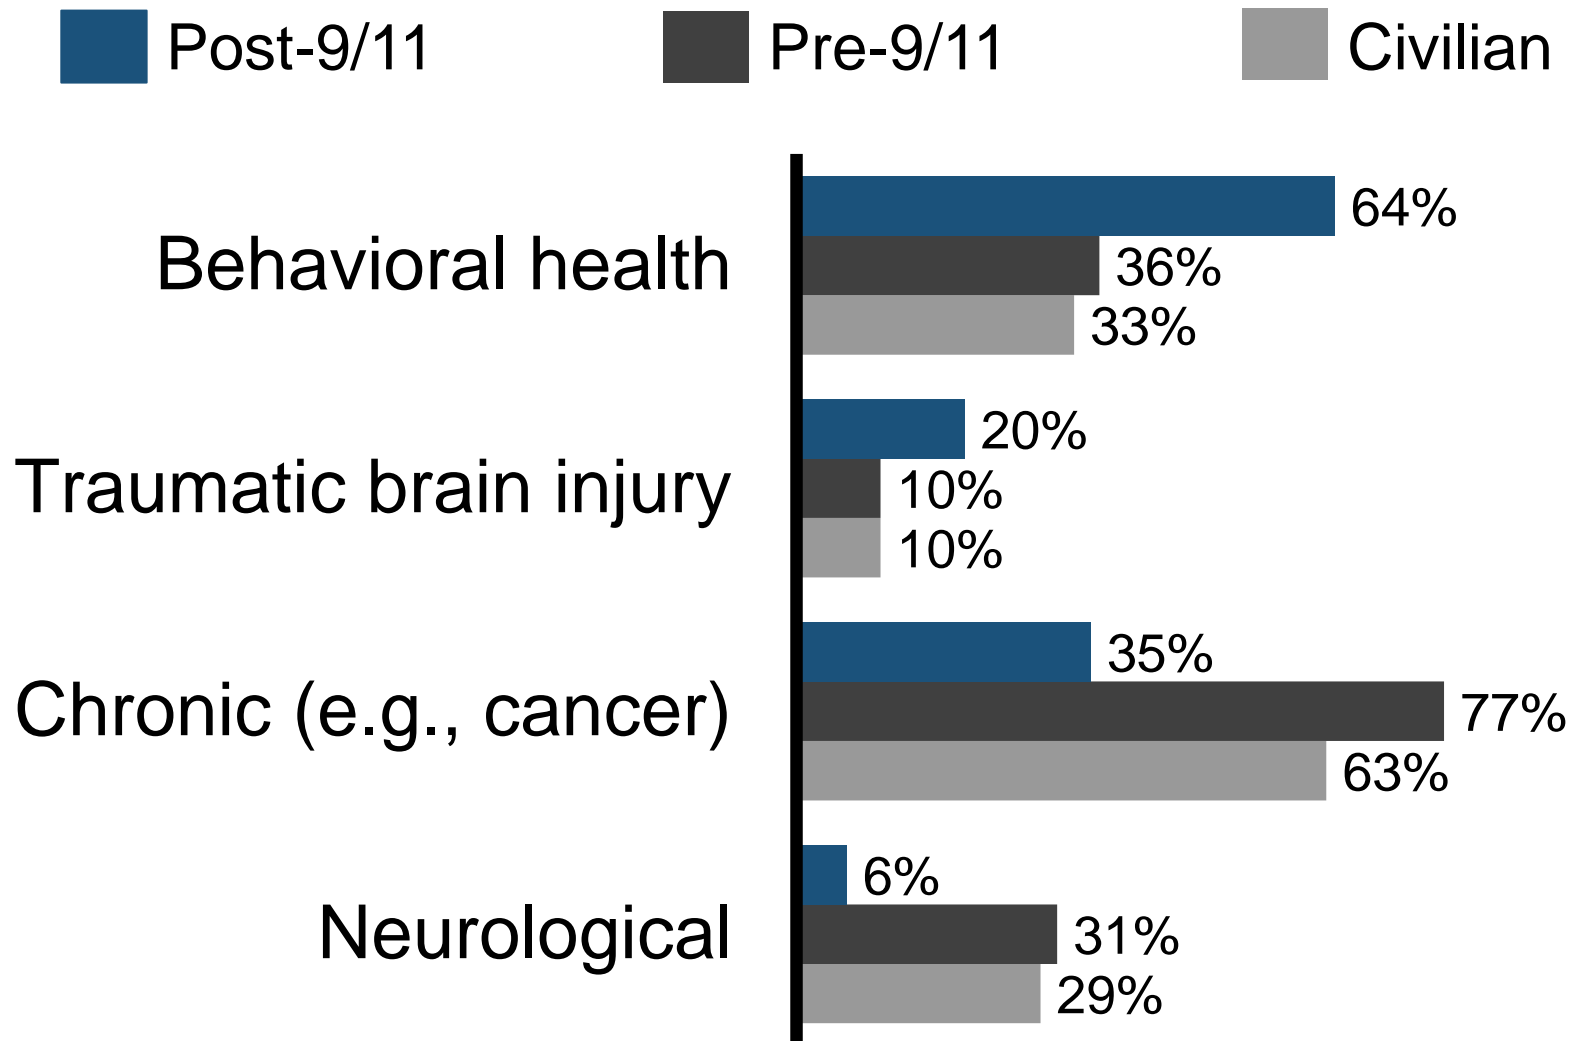 Post-9/11 Pre-9/11 Civilian
Behavioral health
64%
36%
33%
Traumatic brain injury
20%
10%
10%
Chronic (e.g., cancer)
35%
77%
63%
Neurological
6%
31%
29%